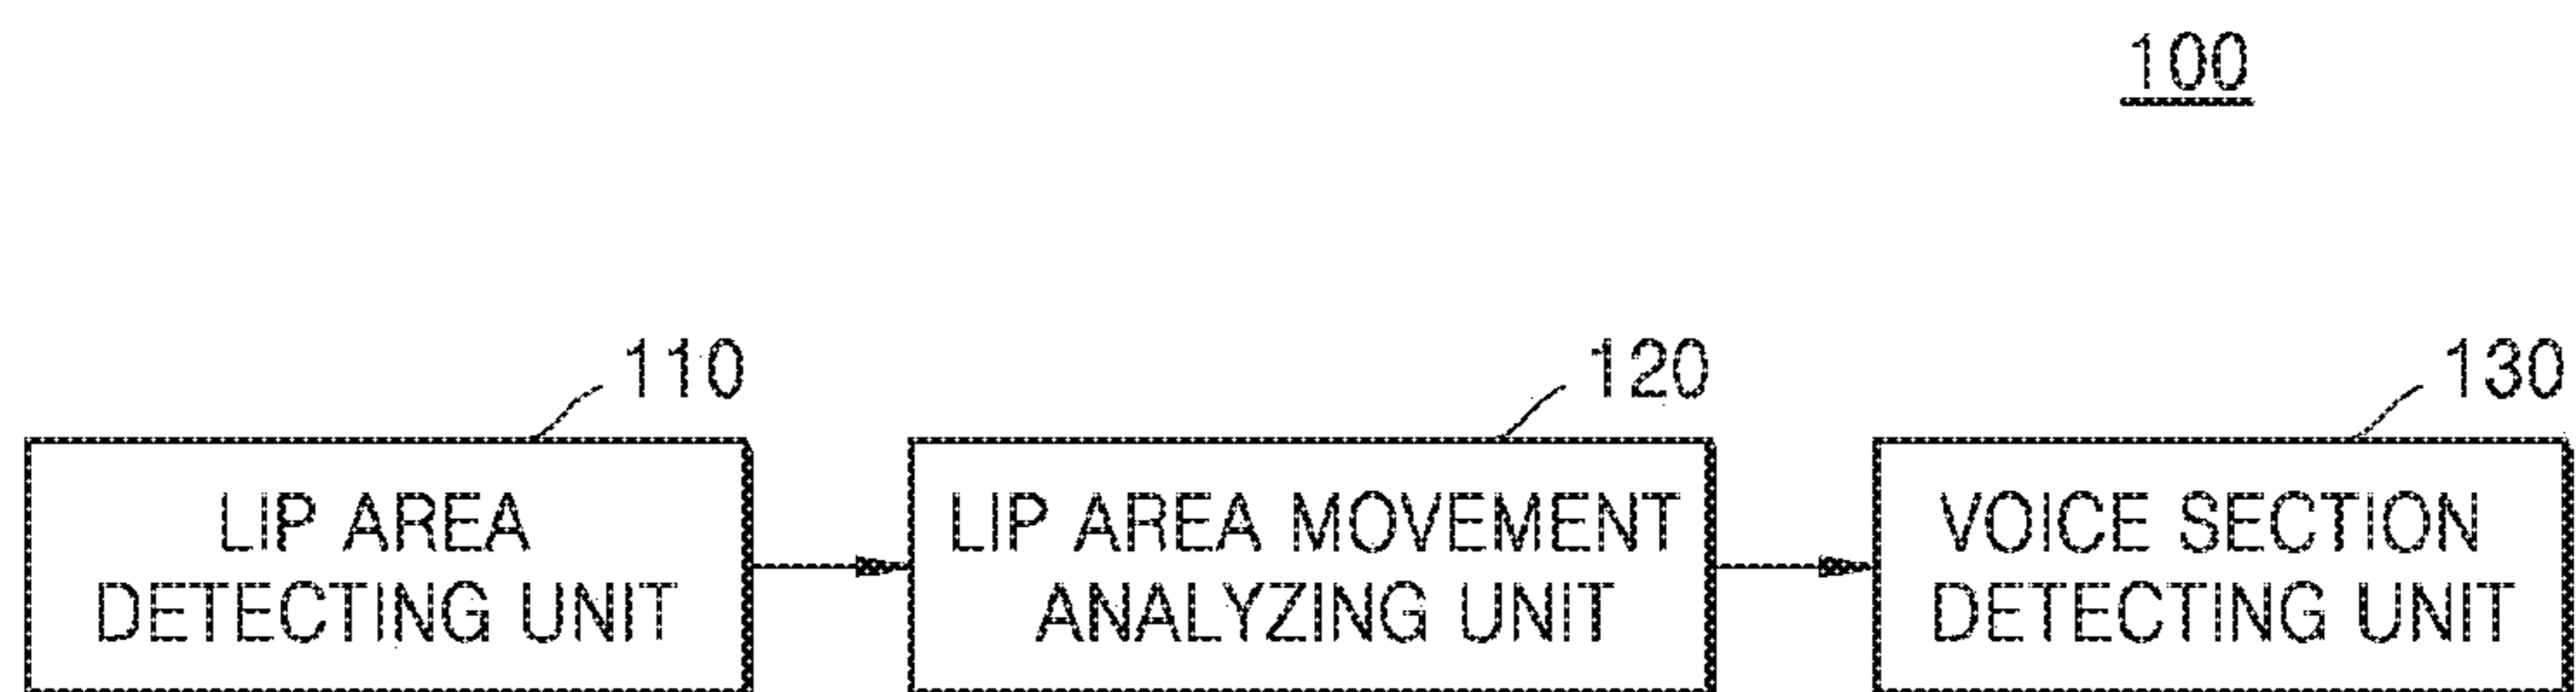 100
110
LIP AREA
DETECTING UNIT
120
LIP AREA MOVEMENT
ANALYZING UNIT
130
VOICE SECTION
DETECTING UNIT